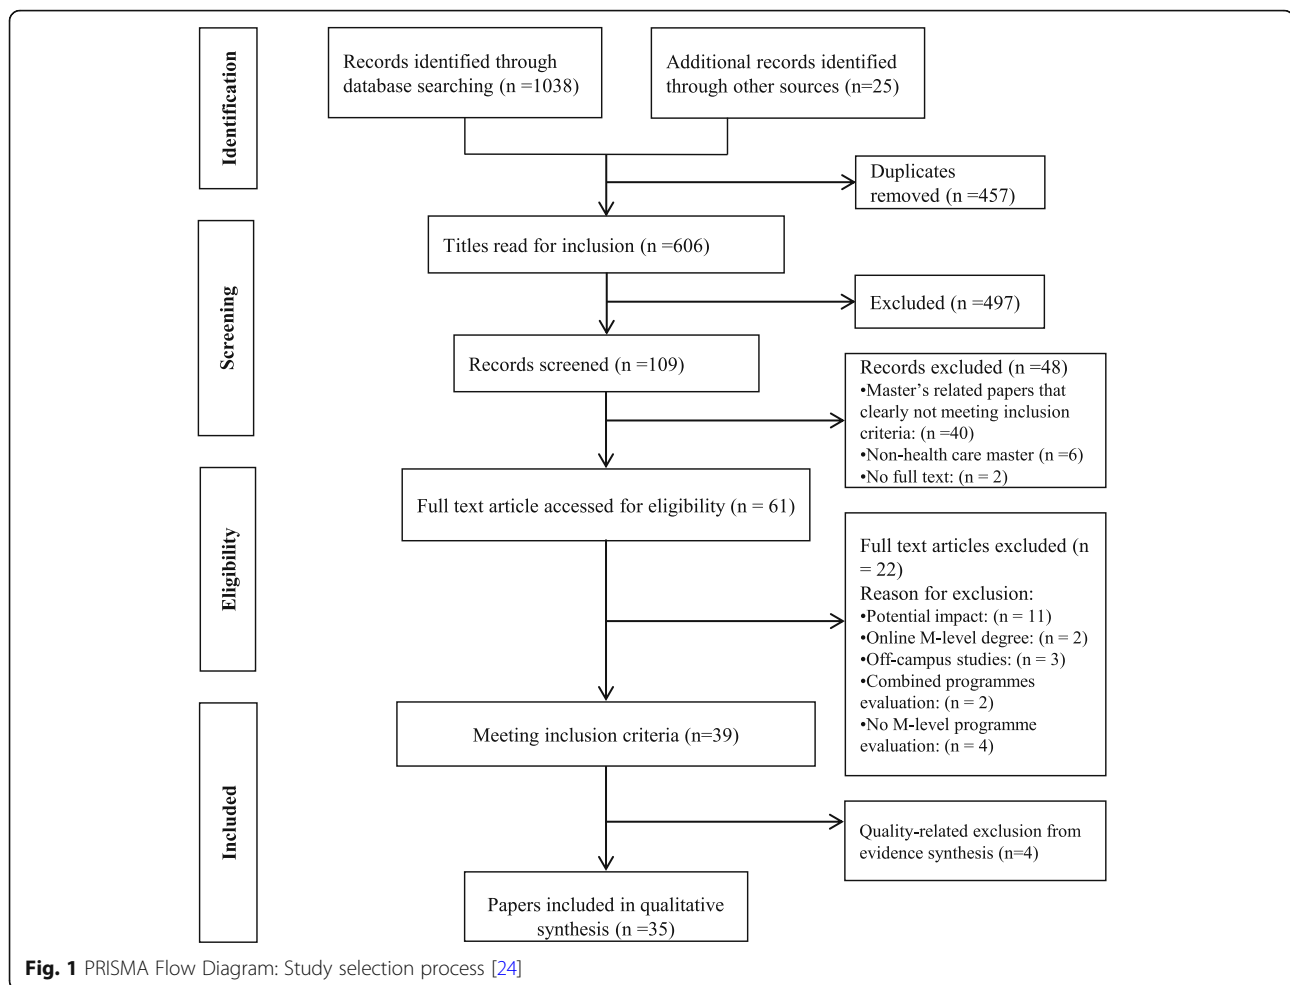 Identification
Records identified through
database searching (n =1038)
Additional records identified
through other sources (n=25)
Duplicates
removed (n =457)
Screening
Titles read for inclusion (n =606)
Excluded (n =497)
Records screened (n =109)
Records excluded (n =48)
•Master's related papers that
clearly not meeting inclusion
criteria: (n =40)
•Non-health care master (n =6)
•No full text: (n = 2)
Eligibility
Full text article accessed for eligibility (n = 61)
Full text articles excluded (n
= 22)
Reason for exclusion:
•Potential impact: (n = 11)
•Online M-level degree: (n = 2)
•Off-campus studies: (n = 3)
•Combined programmes
evaluation: (n = 2)
•No M-level programme
evaluation: (n = 4)
Included
Meeting inclusion criteria (n=39)
Quality-related exclusion from
evidence synthesis (n=4)
Papers included in qualitative
synthesis (n =35)
Fig. 1 PRISMA Flow Diagram: Study selection process [24]